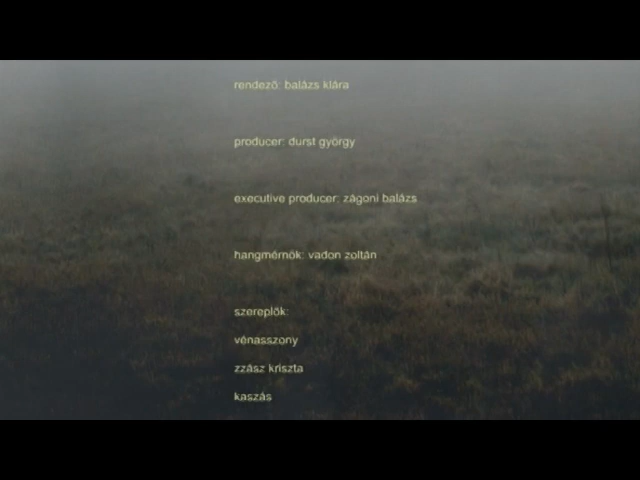 rendező: balázs klára
producer: durst györgy
executive producer: zágoni balázs
hangmérnök: vadon zoltán
szereplők:
vénasszony
zzász kriszta
kaszás